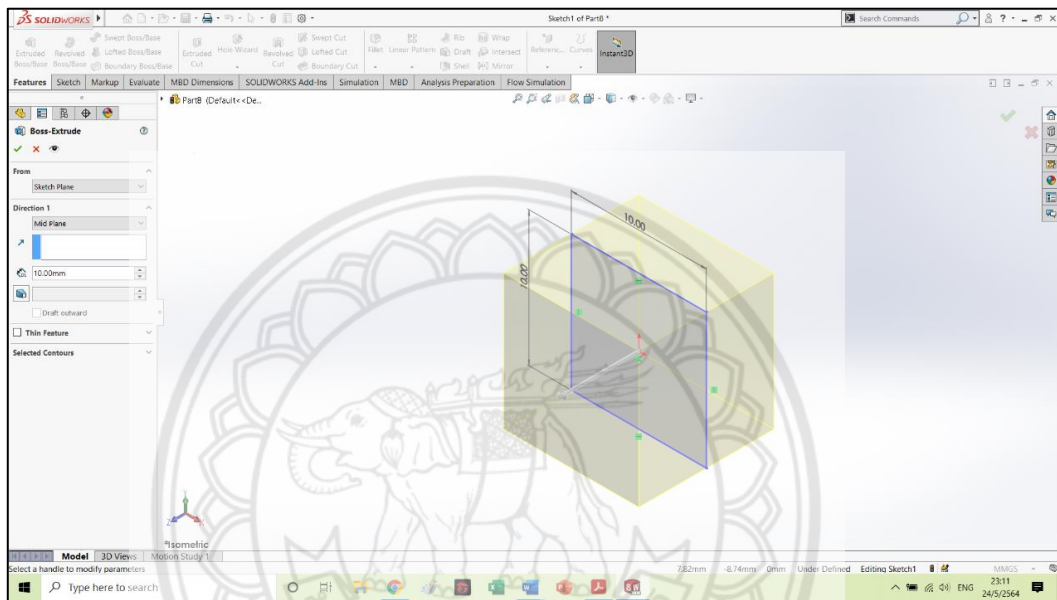 SOLIDWORKS
Sketch1 of Part8 *
Search Commands
Extruded Boss/Base
Revolved Boss/Base
Swept Boss/Base
Lofted Boss/Base
Boundary Boss/Base
Extruded Cut
Hole Wizard
Revolved Cut
Swept Cut
Lofted Cut
Boundary Cut
Fillet
Linear Pattern
Rib
Draft
Shell
Wrap
Intersect
Mirror
Referenc...
Curves
Instant3D
Features Sketch Markup Evaluate MBD Dimensions SOLIDWORKS Add-Ins Simulation MBD Analysis Preparation Flow Simulation
Part8 (Default<<De...
Boss-Extrude
From
Sketch Plane
Direction 1
Mid Plane
10.00mm
Draft outward
Thin Feature
Selected Contours
10.00
10.00
*Isometric
Model 3D Views Motion Study 1
Select a handle to modify parameters
7.82mm -8.74mm 0mm Under Defined Editing Sketch1 MMGS
Type here to search
ENG
23:11
24/5/2564